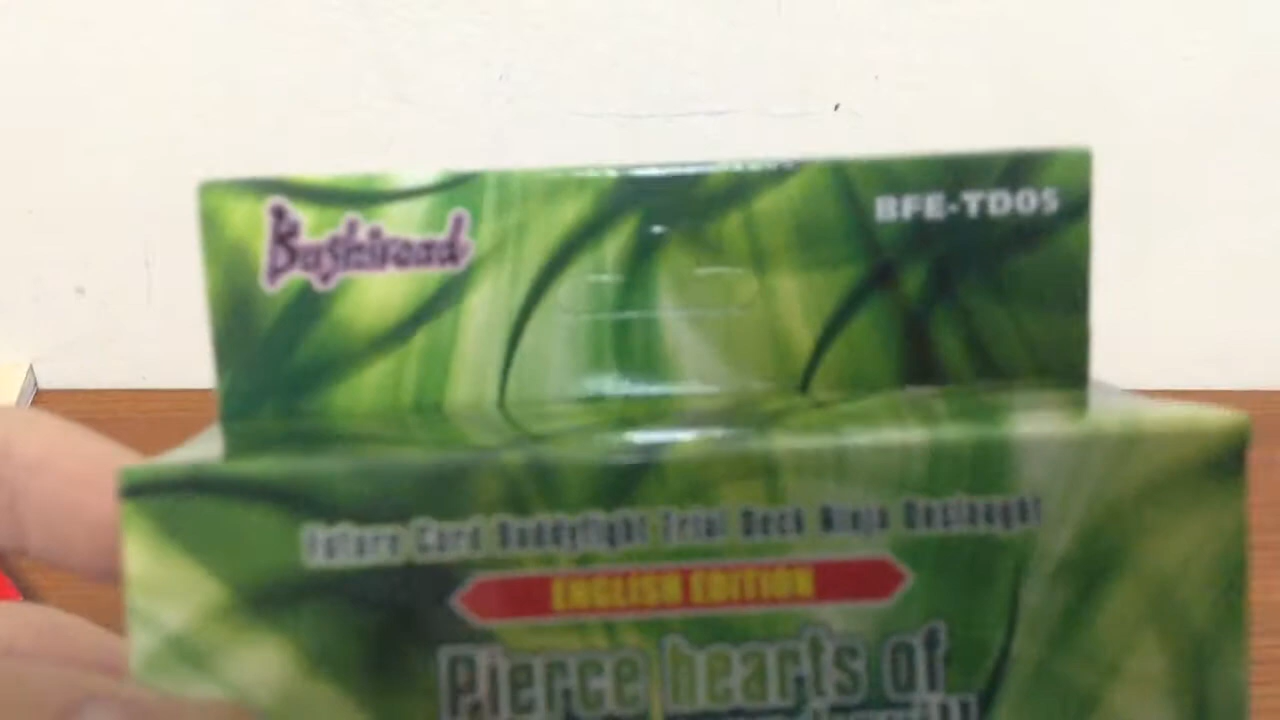 Bushiroad
BFE-TD05
Future Card Buddyfight Trial Deck Ninja Onslaught
ENGLISH EDITION
Pierce hearts of